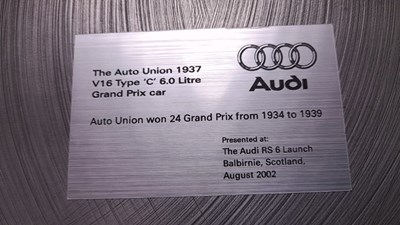 The Auto Union 1937
V16 Type 'C' 6.0 Litre
Grand Prix car
Audi
Auto Union won 24 Grand Prix from 1934 to 1939
Presented at:
The Audi RS 6 Launch
Balbirnie, Scotland,
August 2002